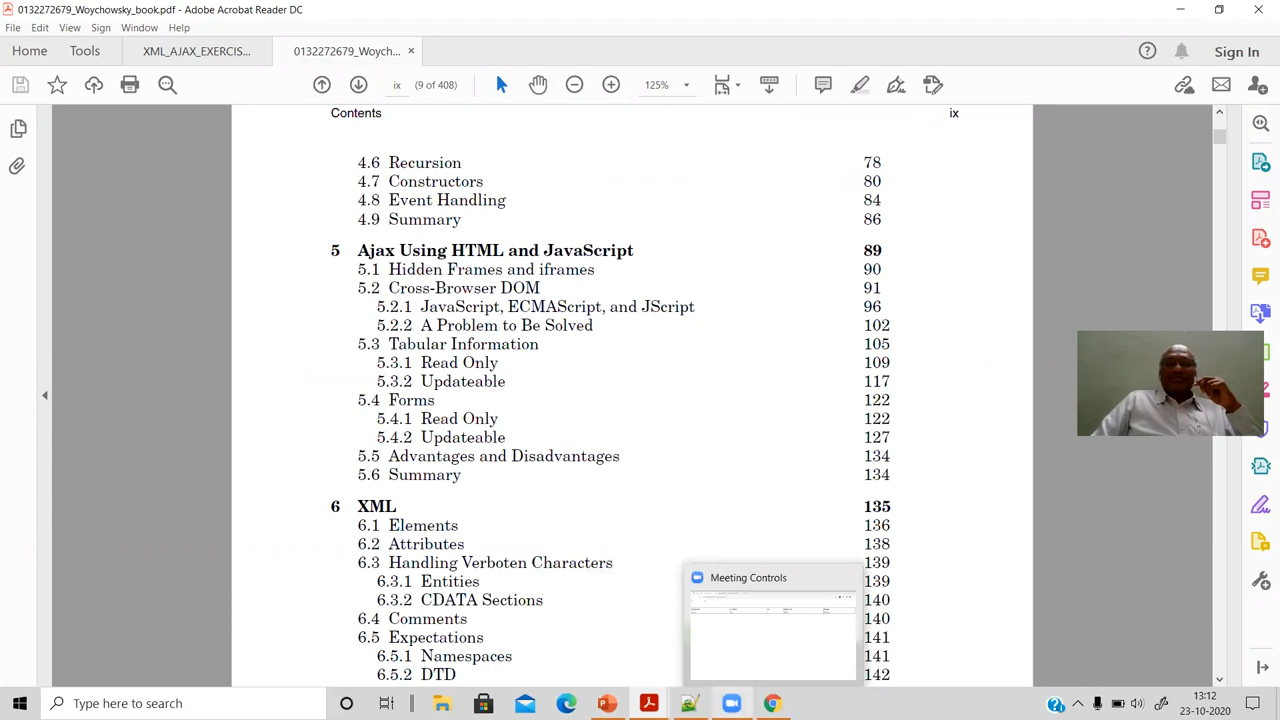 0132272679_Woychowsky_book.pdf - Adobe Acrobat Reader DC
File Edit View Sign Window Help
Home Tools XML_AJAX_EXERCIS... 0132272679_Woych... × Sign In
ix (9 of 408) 125%
Contents ix
4.6 Recursion 78
4.7 Constructors 80
4.8 Event Handling 84
4.9 Summary 86
5 Ajax Using HTML and JavaScript 89
5.1 Hidden Frames and iframes 90
5.2 Cross-Browser DOM 91
5.2.1 JavaScript, ECMAScript, and JScript 96
5.2.2 A Problem to Be Solved 102
5.3 Tabular Information 105
5.3.1 Read Only 109
5.3.2 Updateable 117
5.4 Forms 122
5.4.1 Read Only 122
5.4.2 Updateable 127
5.5 Advantages and Disadvantages 134
5.6 Summary 134
6 XML 135
6.1 Elements 136
6.2 Attributes 138
6.3 Handling Verboten Characters 139
6.3.1 Entities 139
6.3.2 CDATA Sections 140
6.4 Comments 140
6.5 Expectations 141
6.5.1 Namespaces 141
6.5.2 DTD 142
Meeting Controls
Type here to search
13:12
23-10-2020